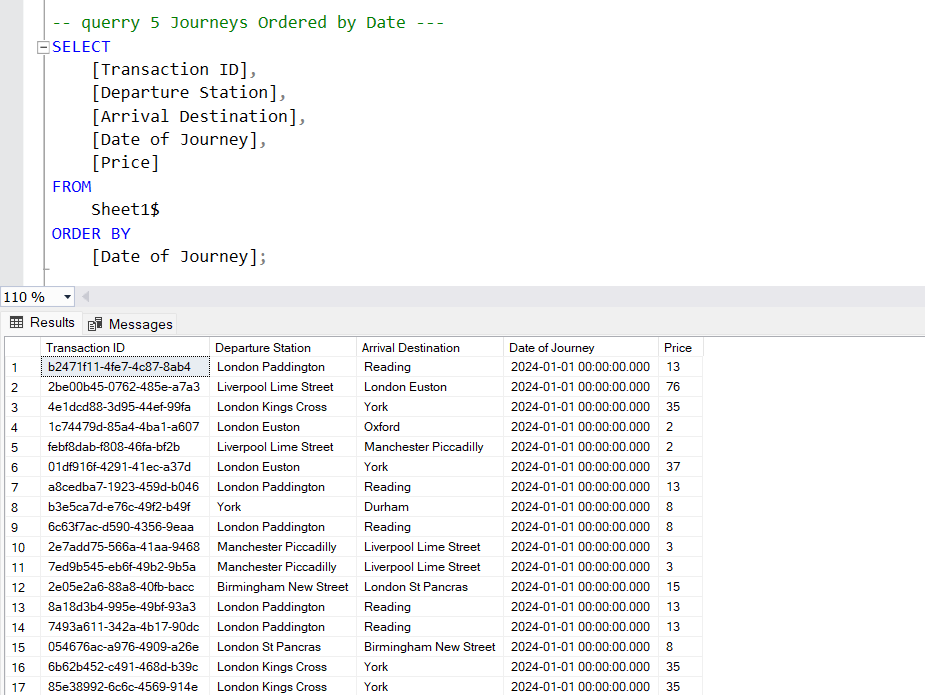 -- querry 5 Journeys Ordered by Date ---
SELECT
[Transaction ID],
[Departure Station],
[Arrival Destination],
[Date of Journey],
[Price]
FROM
Sheet1$
ORDER BY
[Date of Journey];
110 %
Results Messages
Transaction ID Departure Station Arrival Destination Date of Journey Price
1 b2471f11-4fe7-4c87-8ab4 London Paddington Reading 2024-01-01 00:00:00.000 13
2 2be00b45-0762-485e-a7a3 Liverpool Lime Street London Euston 2024-01-01 00:00:00.000 76
3 4e1dcd88-3d95-44ef-99fa London Kings Cross York 2024-01-01 00:00:00.000 35
4 1c74479d-85a4-4ba1-a607 London Euston Oxford 2024-01-01 00:00:00.000 2
5 febf8dab-f808-46fa-bf2b Liverpool Lime Street Manchester Piccadilly 2024-01-01 00:00:00.000 2
6 01df916f-4291-41ec-a37d London Euston York 2024-01-01 00:00:00.000 37
7 a8cedba7-1923-459d-b046 London Paddington Reading 2024-01-01 00:00:00.000 13
8 b3e5ca7d-e76c-49f2-b49f York Durham 2024-01-01 00:00:00.000 8
9 6c63f7ac-d590-4356-9eaa London Paddington Reading 2024-01-01 00:00:00.000 8
10 2e7add75-566a-41aa-9468 Manchester Piccadilly Liverpool Lime Street 2024-01-01 00:00:00.000 3
11 7ed9b545-eb6f-49b2-9b5a Manchester Piccadilly Liverpool Lime Street 2024-01-01 00:00:00.000 3
12 2e05e2a6-88a8-40fb-bacc Birmingham New Street London St Pancras 2024-01-01 00:00:00.000 15
13 8a18d3b4-995e-49bf-93a3 London Paddington Reading 2024-01-01 00:00:00.000 13
14 7493a611-342a-4b17-90dc London Paddington Reading 2024-01-01 00:00:00.000 13
15 054676ac-a976-4909-a26e London St Pancras Birmingham New Street 2024-01-01 00:00:00.000 8
16 6b62b452-c491-468d-b39c London Kings Cross York 2024-01-01 00:00:00.000 35
17 85e38992-6c6c-4569-914e London Kings Cross York 2024-01-01 00:00:00.000 35